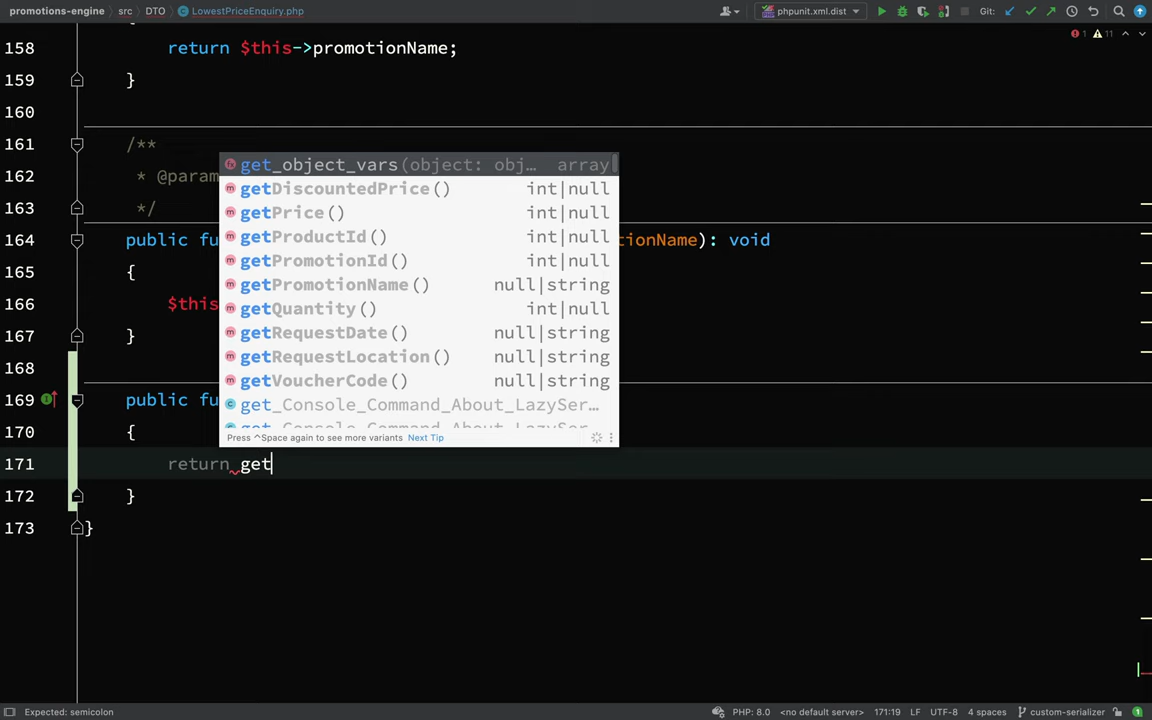 promotions-engine src DTO LowestPriceEnquiry.php phpunit.xml.dist Git:
158 return $this->promotionName; 1 11
159 }
160
161 /**
162 * @param
163 */
164 public fu tionName): void
165 {
166 $this
167 }
168
169 public fu
170 {
171 return get
172 }
173 }
get_object_vars(object: obj… array
getDiscountedPrice() int|null
getPrice() int|null
getProductId() int|null
getPromotionId() int|null
getPromotionName() null|string
getQuantity() int|null
getRequestDate() null|string
getRequestLocation() null|string
getVoucherCode() null|string
get_Console_Command_About_LazySer…
Press ^Space again to see more variants Next Tip
Expected: semicolon PHP: 8.0 <no default server> 171:19 LF UTF-8 4 spaces custom-serializer 1